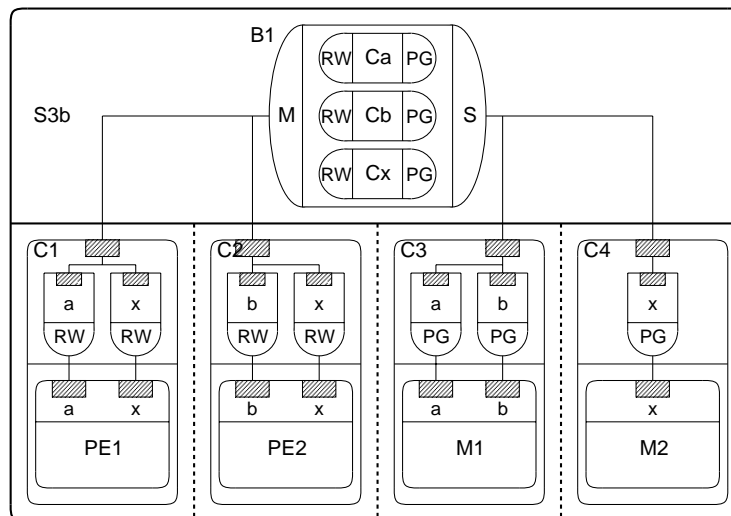 B1
RW Ca PG
S3b M RW Cb PG S
RW Cx PG
C1 C2 C3 C4
a x b x a b x
RW RW RW RW PG PG PG
a x b x a b x
PE1 PE2 M1 M2